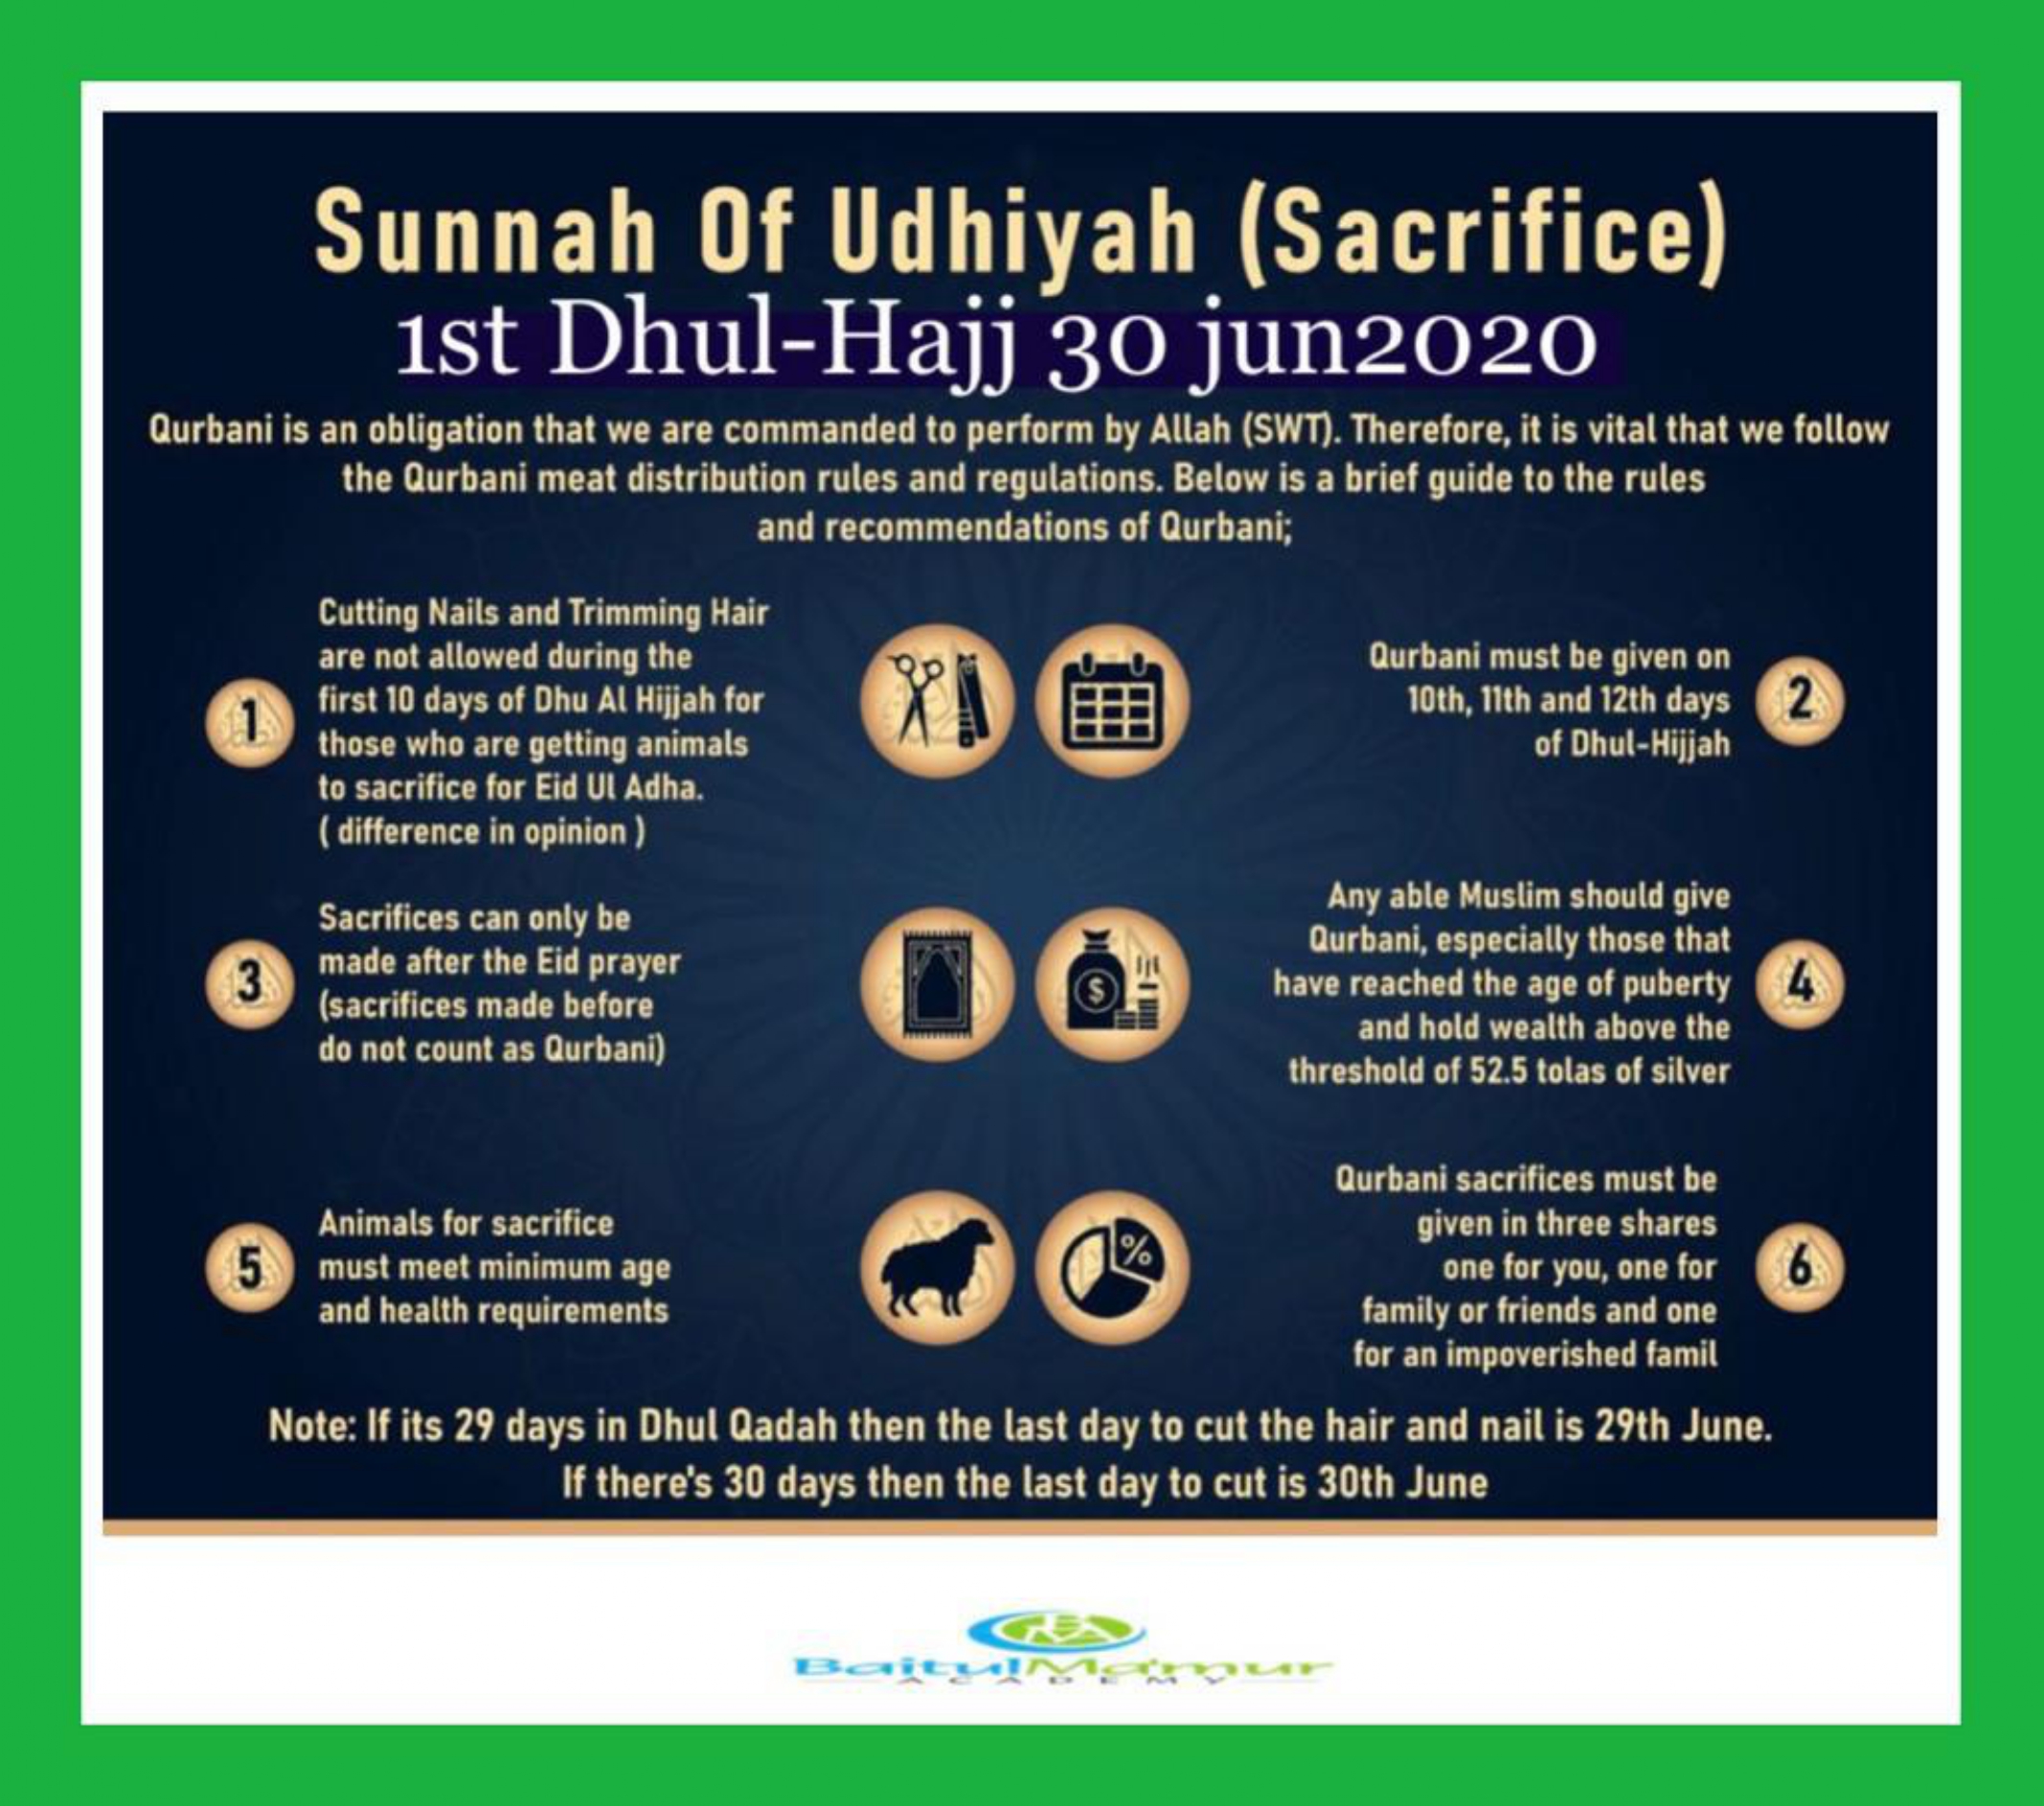 Sunnah Of Udhiyah (Sacrifice)
1st Dhul-Hajj 30 jun2020
Qurbani is an obligation that we are commanded to perform by Allah (SWT). Therefore, it is vital that we follow
the Qurbani meat distribution rules and regulations. Below is a brief guide to the rules
and recommendations of Qurbani;
1
Cutting Nails and Trimming Hair
are not allowed during the
first 10 days of Dhu Al Hijjah for
those who are getting animals
to sacrifice for Eid Ul Adha.
( difference in opinion )
Qurbani must be given on
10th, 11th and 12th days
of Dhul-Hijjah
2
3
Sacrifices can only be
made after the Eid prayer
(sacrifices made before
do not count as Qurbani)
$
Any able Muslim should give
Qurbani, especially those that
have reached the age of puberty
and hold wealth above the
threshold of 52.5 tolas of silver
4
5
Animals for sacrifice
must meet minimum age
and health requirements
%
Qurbani sacrifices must be
given in three shares
one for you, one for
family or friends and one
for an impoverished famil
6
Note: If its 29 days in Dhul Qadah then the last day to cut the hair and nail is 29th June.
If there's 30 days then the last day to cut is 30th June
BaitulMamur
ACADEMY